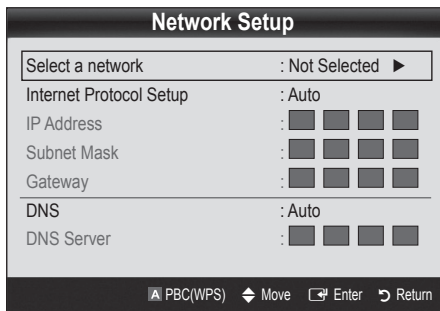 Network Setup
Select a network : Not Selected ►
Internet Protocol Setup : Auto
IP Address :
Subnet Mask :
Gateway :
DNS : Auto
DNS Server :
A PBC(WPS) Move Enter Return